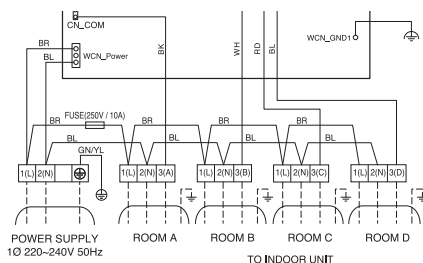 CN_COM
BR
WCN_Power
BL
BK
WH
RD
BL
WCN_GND1
FUSE(250V / 10A)
BR
BR
BR
BR
BL
BL
BL
BL
GN/YL
1(L) 2(N)
1(L) 2(N) 3(A)
1(L) 2(N) 3(B)
1(L) 2(N) 3(C)
1(L) 2(N) 3(D)
POWER SUPPLY
1Ø 220~240V 50Hz
ROOM A
ROOM B
ROOM C
ROOM D
TO INDOOR UNIT